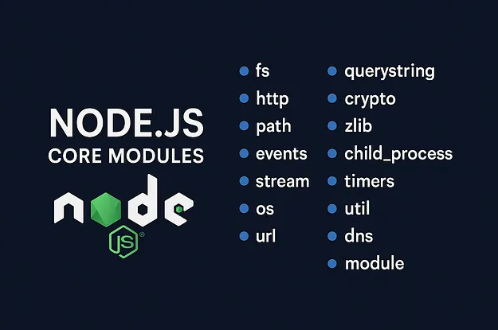 NODE.JS
CORE MODULES
node
JS
fs
http
path
events
stream
os
url
querystring
crypto
zlib
child_process
timers
util
dns
module